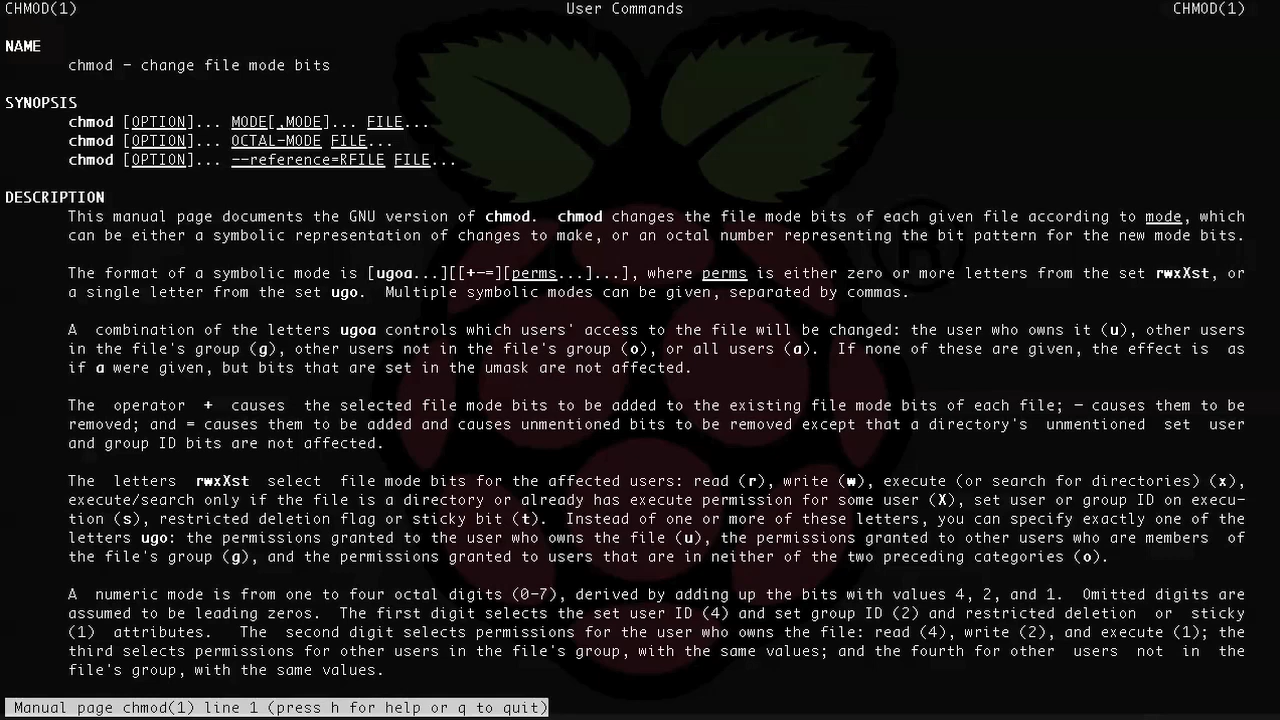 CHMOD(1) User Commands CHMOD(1)
NAME
chmod - change file mode bits
SYNOPSIS
chmod [OPTION]... MODE[,MODE]... FILE...
chmod [OPTION]... OCTAL-MODE FILE...
chmod [OPTION]... --reference=RFILE FILE...
DESCRIPTION
This manual page documents the GNU version of chmod. chmod changes the file mode bits of each given file according to mode, which
can be either a symbolic representation of changes to make, or an octal number representing the bit pattern for the new mode bits.
The format of a symbolic mode is [ugoa...][[+-=][perms...]...], where perms is either zero or more letters from the set rwxXst, or
a single letter from the set ugo. Multiple symbolic modes can be given, separated by commas.
A combination of the letters ugoa controls which users' access to the file will be changed: the user who owns it (u), other users
in the file's group (g), other users not in the file's group (o), or all users (a). If none of these are given, the effect is as
if a were given, but bits that are set in the umask are not affected.
The operator + causes the selected file mode bits to be added to the existing file mode bits of each file; - causes them to be
removed; and = causes them to be added and causes unmentioned bits to be removed except that a directory's unmentioned set user
and group ID bits are not affected.
The letters rwxXst select file mode bits for the affected users: read (r), write (w), execute (or search for directories) (x),
execute/search only if the file is a directory or already has execute permission for some user (X), set user or group ID on execu-
tion (s), restricted deletion flag or sticky bit (t). Instead of one or more of these letters, you can specify exactly one of the
letters ugo: the permissions granted to the user who owns the file (u), the permissions granted to other users who are members of
the file's group (g), and the permissions granted to users that are in neither of the two preceding categories (o).
A numeric mode is from one to four octal digits (0-7), derived by adding up the bits with values 4, 2, and 1. Omitted digits are
assumed to be leading zeros. The first digit selects the set user ID (4) and set group ID (2) and restricted deletion or sticky
(1) attributes. The second digit selects permissions for the user who owns the file: read (4), write (2), and execute (1); the
third selects permissions for other users in the file's group, with the same values; and the fourth for other users not in the
file's group, with the same values.
Manual page chmod(1) line 1 (press h for help or q to quit)